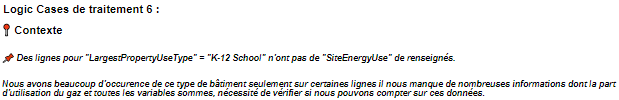 Logic Cases de traitement 6 :
Contexte
Des lignes pour "LargestPropertyUseType" = "K-12 School" n'ont pas de "SiteEnergyUse" de renseignés.
Nous avons beaucoup d'occurence de ce type de bâtiment seulement sur certaines lignes il nous manque de nombreuses informations dont la part
d'utilisation du gaz et toutes les variables sommes, nécessité de vérifier si nous pouvons compter sur ces données.